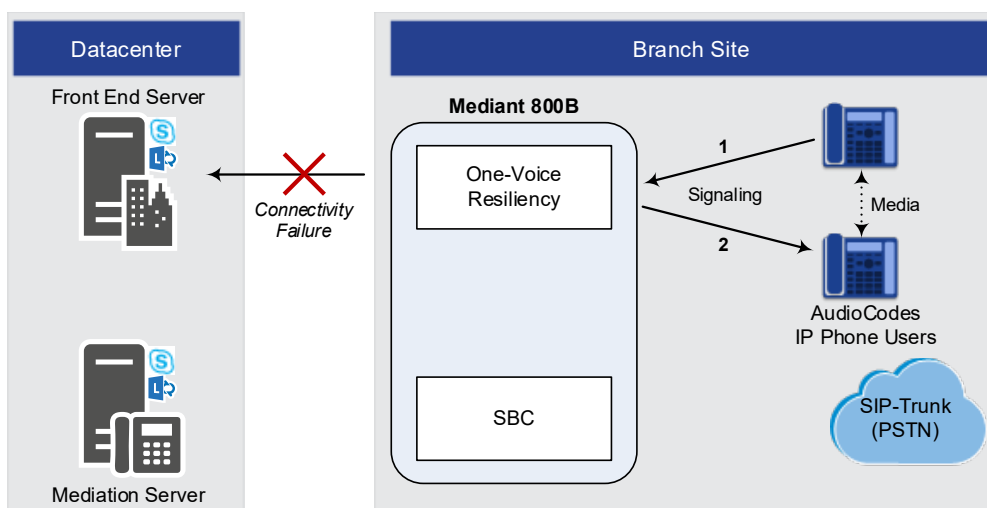 Datacenter
Branch Site
Front End Server
S
L
Connectivity
Failure
Mediant 800B
One-Voice
Resiliency
1
Signaling
2
Media
AudioCodes
IP Phone Users
S
L
Mediation Server
SBC
SIP-Trunk
(PSTN)